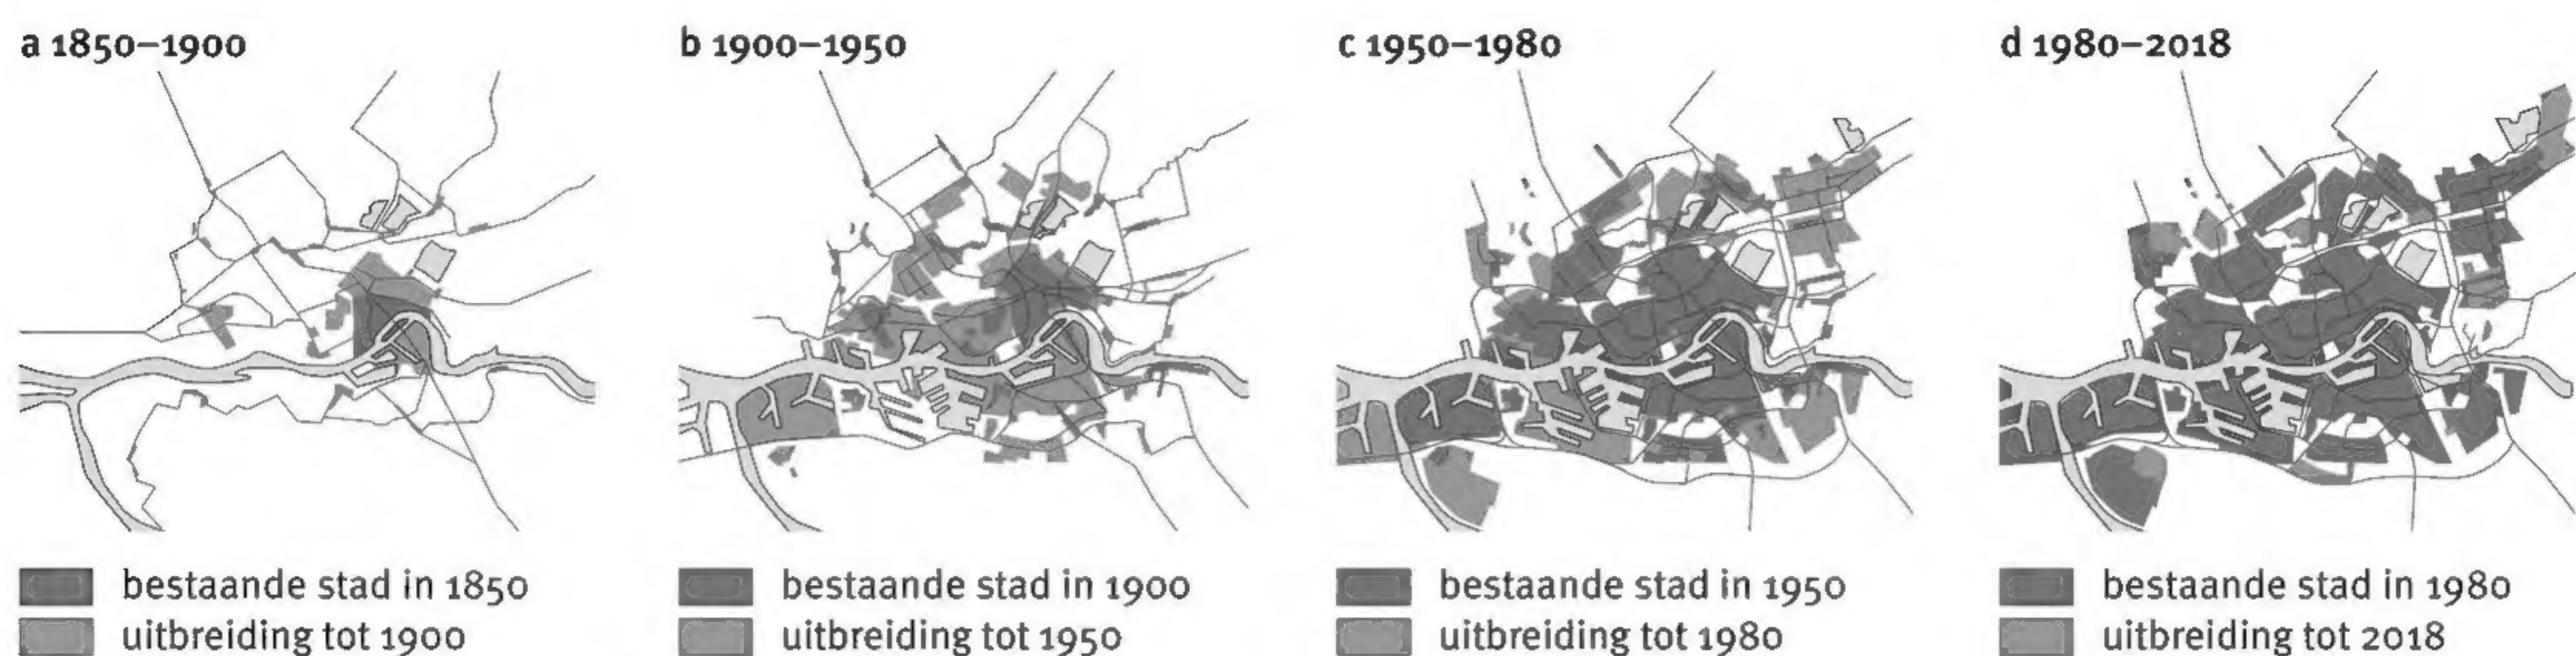 a 1850–1900
b 1900–1950
c 1950–1980
d 1980–2018
bestaande stad in 1850
uitbreiding tot 1900
bestaande stad in 1900
uitbreiding tot 1950
bestaande stad in 1950
uitbreiding tot 1980
bestaande stad in 1980
uitbreiding tot 2018